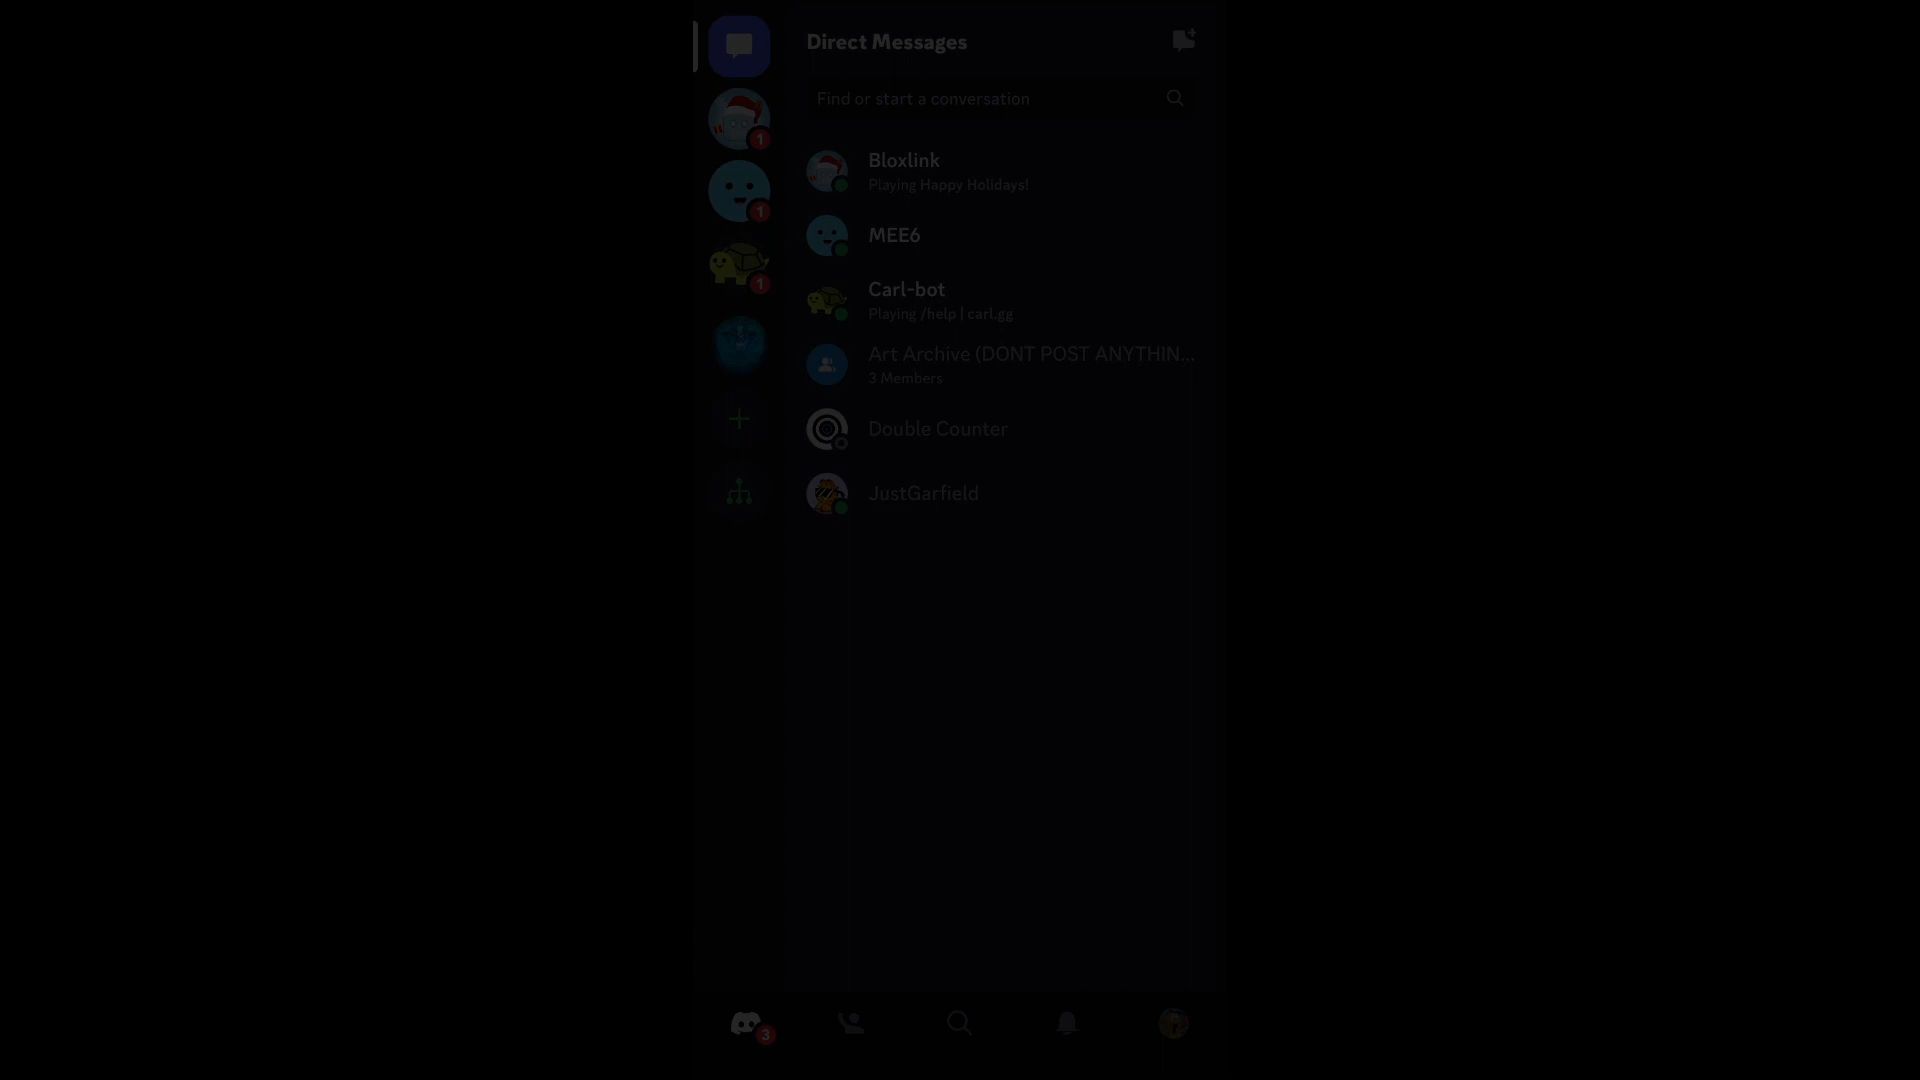 Direct Messages
Find or start a conversation
1
Bloxlink
Playing Happy Holidays!
1
MEE6
1
Carl-bot
Playing /help | carl.gg
Art Archive (DONT POST ANYTHIN...
3 Members
Double Counter
JustGarfield
3